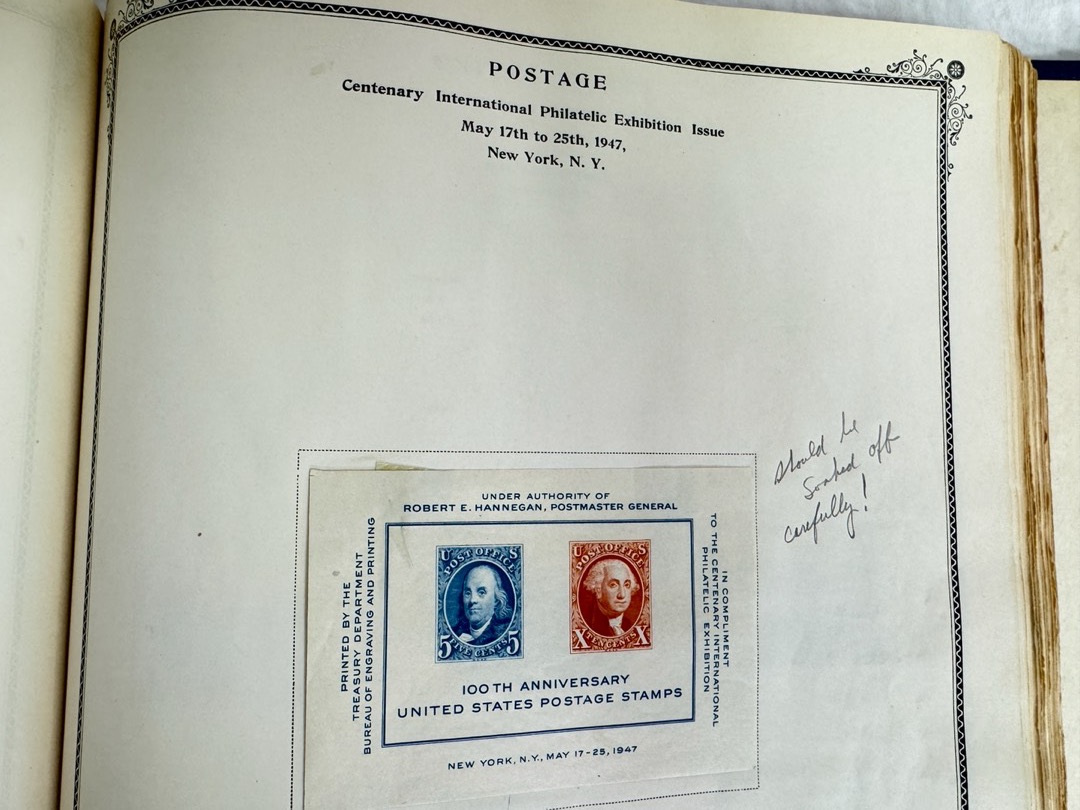 POSTAGE
Centenary International Philatelic Exhibition Issue
May 17th to 25th, 1947,
New York, N. Y.
should be
soaked off
carefully!
UNDER AUTHORITY OF
ROBERT E. HANNEGAN, POSTMASTER GENERAL
PRINTED BY THE
TREASURY DEPARTMENT
BUREAU OF ENGRAVING AND PRINTING
U S
POST OFFICE
5 FIVE CENTS 5
U S
POST OFFICE
X TEN CENTS X
IN COMPLIMENT
TO THE CENTENARY INTERNATIONAL
PHILATELIC EXHIBITION
100TH ANNIVERSARY
UNITED STATES POSTAGE STAMPS
NEW YORK, N.Y., MAY 17-25, 1947